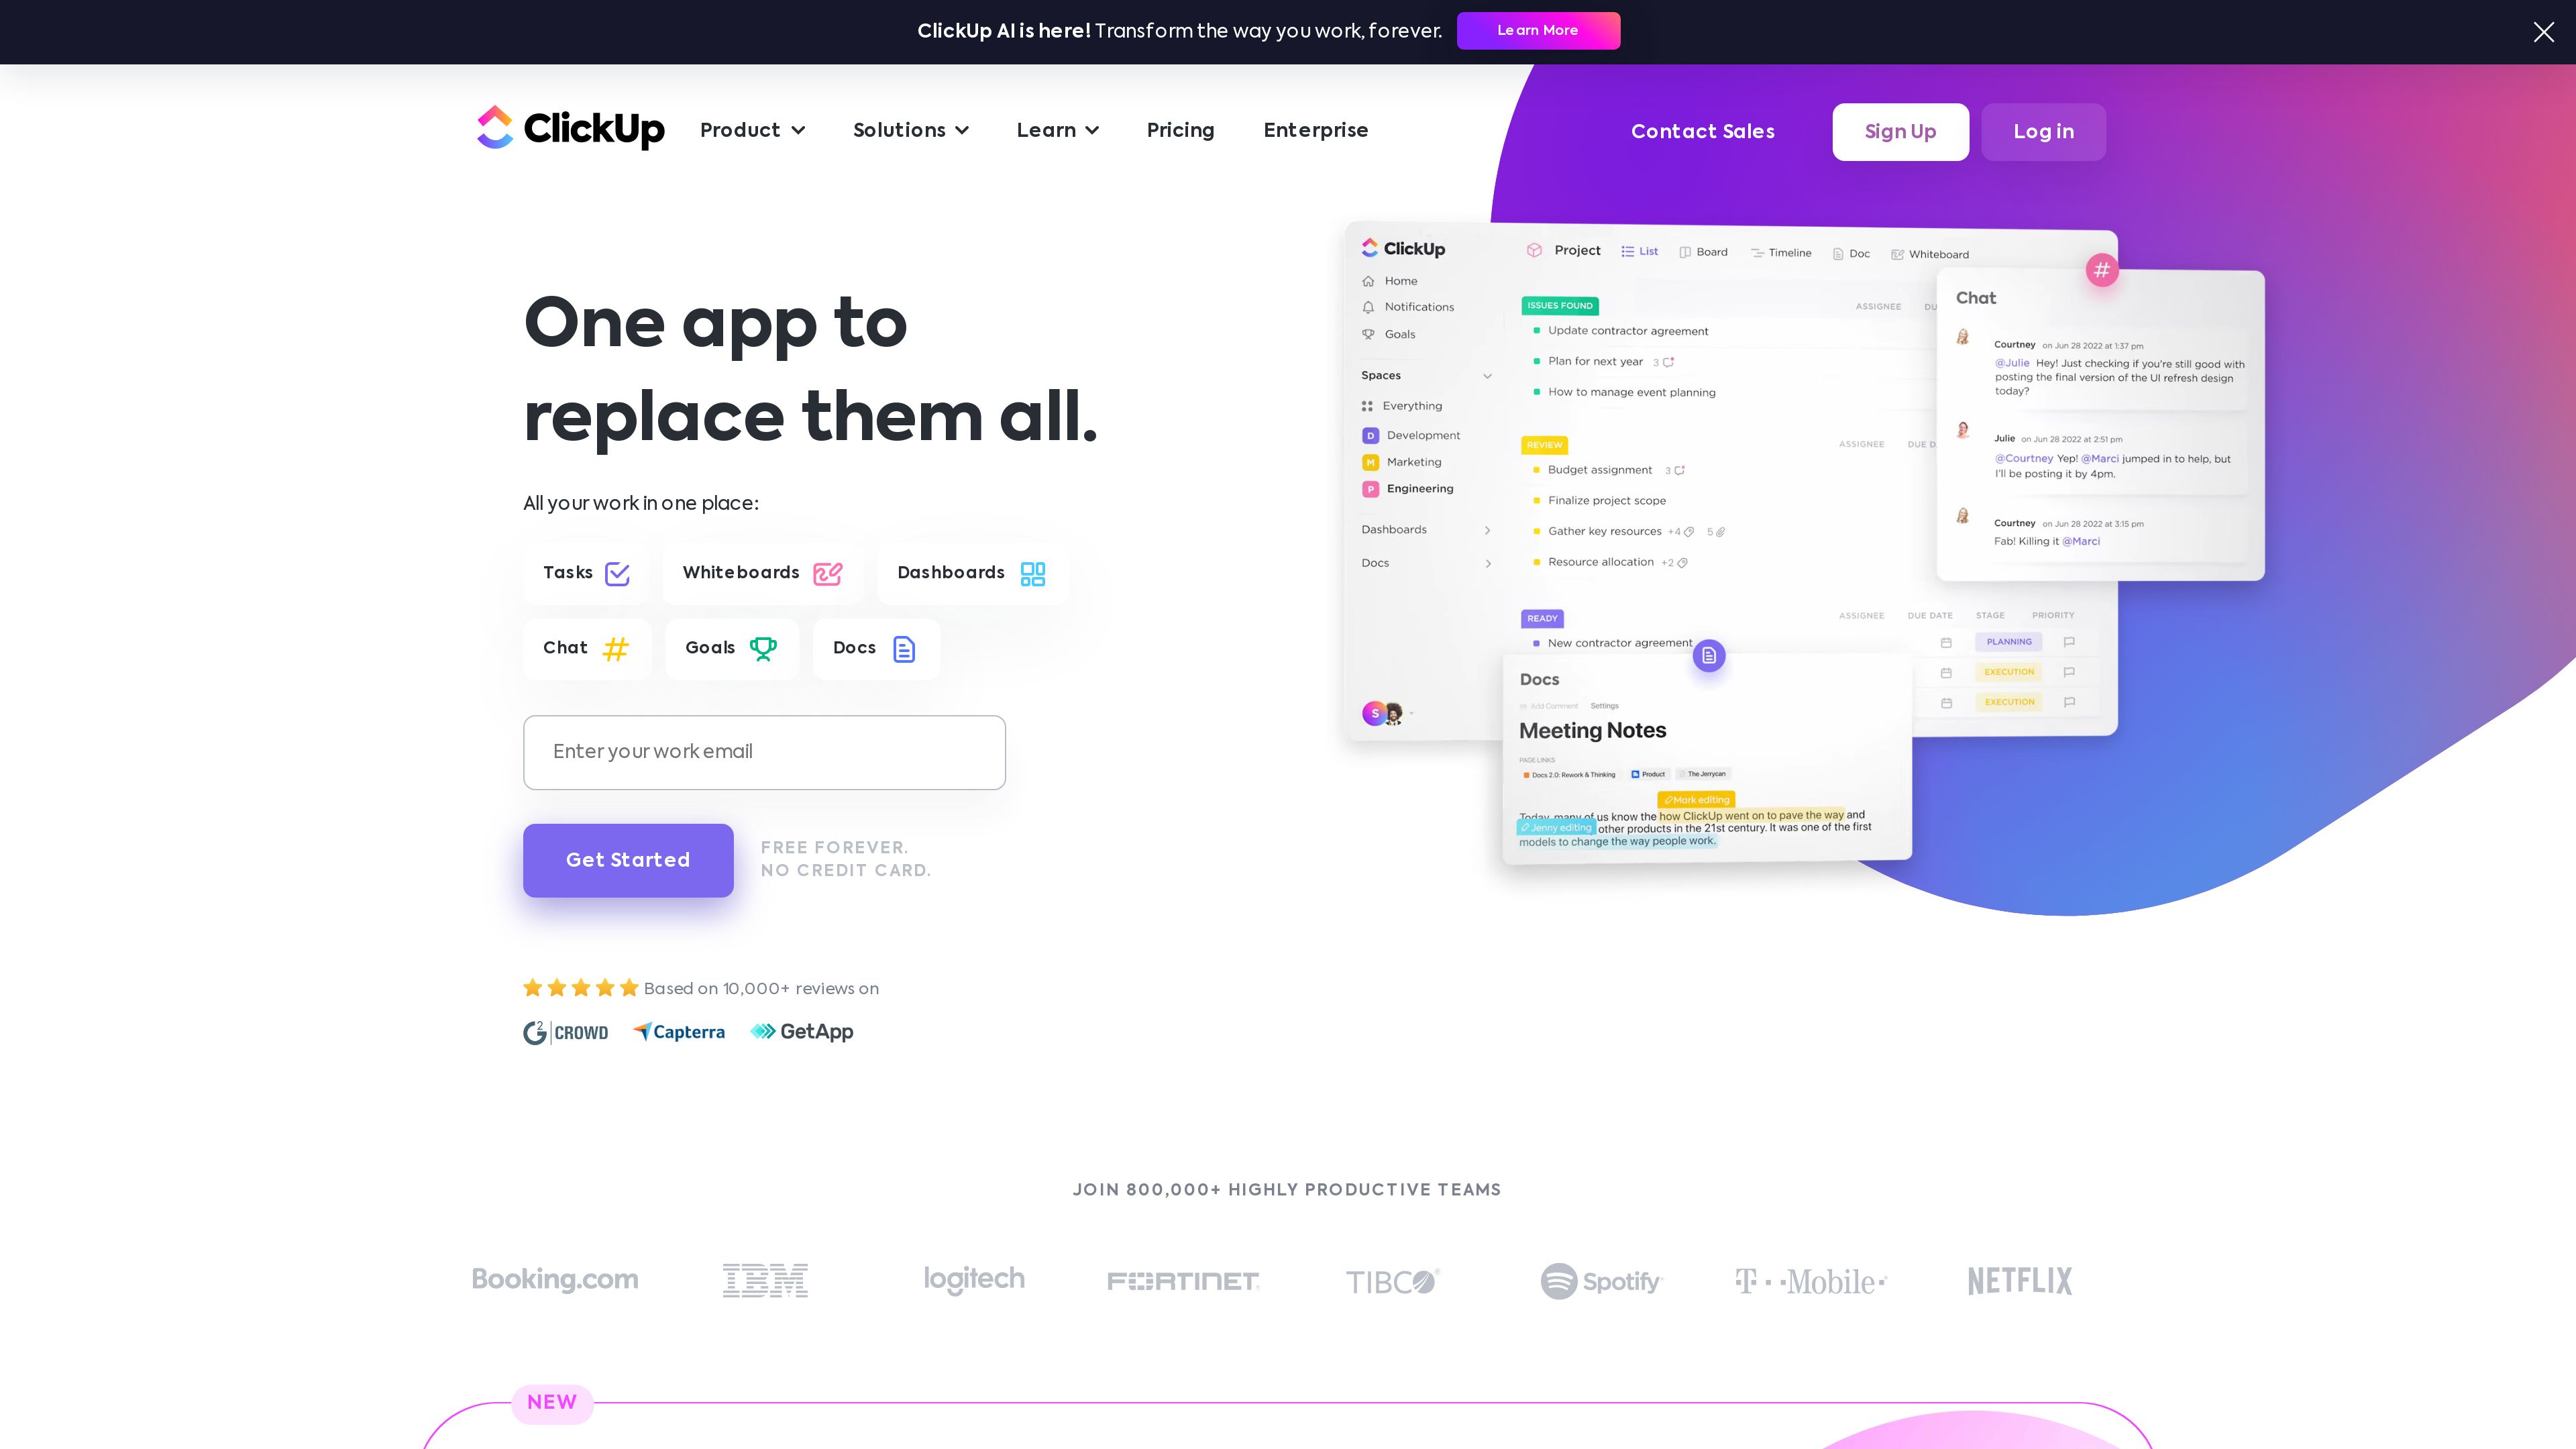 ClickUp AI is here! Transform the way you work, forever. Learn More
ClickUp Product Solutions Learn Pricing Enterprise Contact Sales Sign Up Log in
One app to
replace them all.
All your work in one place:
Tasks Whiteboards Dashboards
Chat Goals Docs
Enter your work email
Get Started
FREE FOREVER.
NO CREDIT CARD.
Based on 10,000+ reviews on
G2 CROWD Capterra GetApp
ClickUp
Home
Notifications
Goals
Spaces
Everything
D Development
M Marketing
P Engineering
Dashboards
Docs
S
Project List Board Timeline Doc Whiteboard
ISSUES FOUND ASSIGNEE
Update contractor agreement
Plan for next year 3
How to manage event planning
REVIEW ASSIGNEE
Budget assignment 3
Finalize project scope
Gather key resources +4 5
Resource allocation +2
READY ASSIGNEE DUE DATE STAGE PRIORITY
New contractor agreement PLANNING
EXECUTION
EXECUTION
#
Chat
Courtney on Jun 28 2022 at 1:37 pm
@Julie Hey! Just checking if you're still good with
posting the final version of the UI refresh design
today?
Julie on Jun 28 2022 at 2:51 pm
@Courtney Yep! @Marci jumped in to help, but
I'll be posting it by 4pm.
Courtney on Jun 28 2022 at 3:15 pm
Fab! Killing it @Marci
Docs
Add Comment Settings
Meeting Notes
PAGE LINKS
Docs 2.0: Rework & Thinking Product The Jerrycan
Mark editing
Today, many of us know the how ClickUp went on to pave the way and
Jenny editing other products in the 21st century. It was one of the first
models to change the way people work.
JOIN 800,000+ HIGHLY PRODUCTIVE TEAMS
Booking.com IBM logitech FORTINET TIBCO Spotify T Mobile NETFLIX
NEW